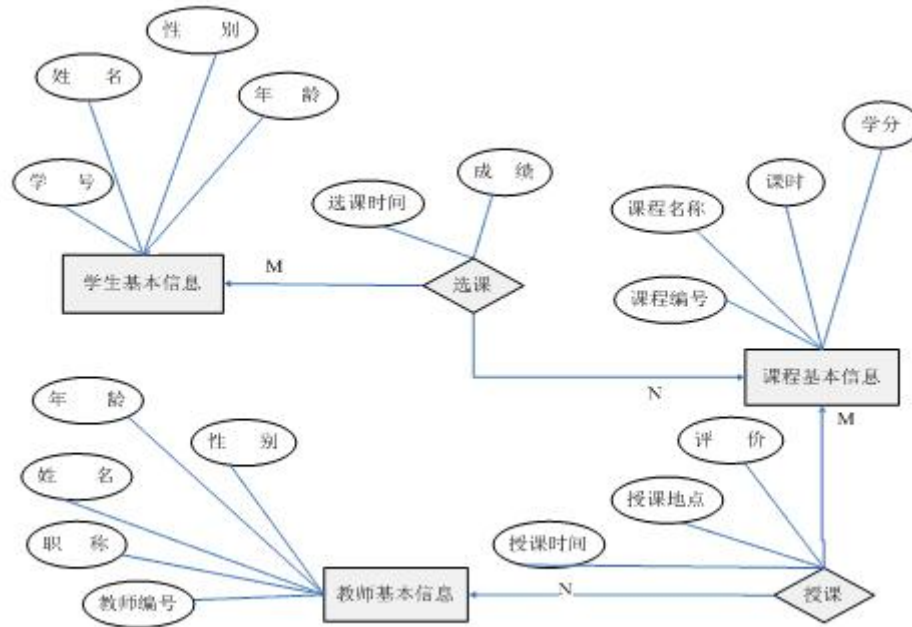 性 别
姓 名
年 龄
学 号
学分
成 绩
课时
选课时间
课程名称
M
学生基本信息
选课
课程编号
课程基本信息
N
年 龄
性 别
评 价
M
姓 名
授课地点
职 称
授课时间
教师编号
教师基本信息
N
授课